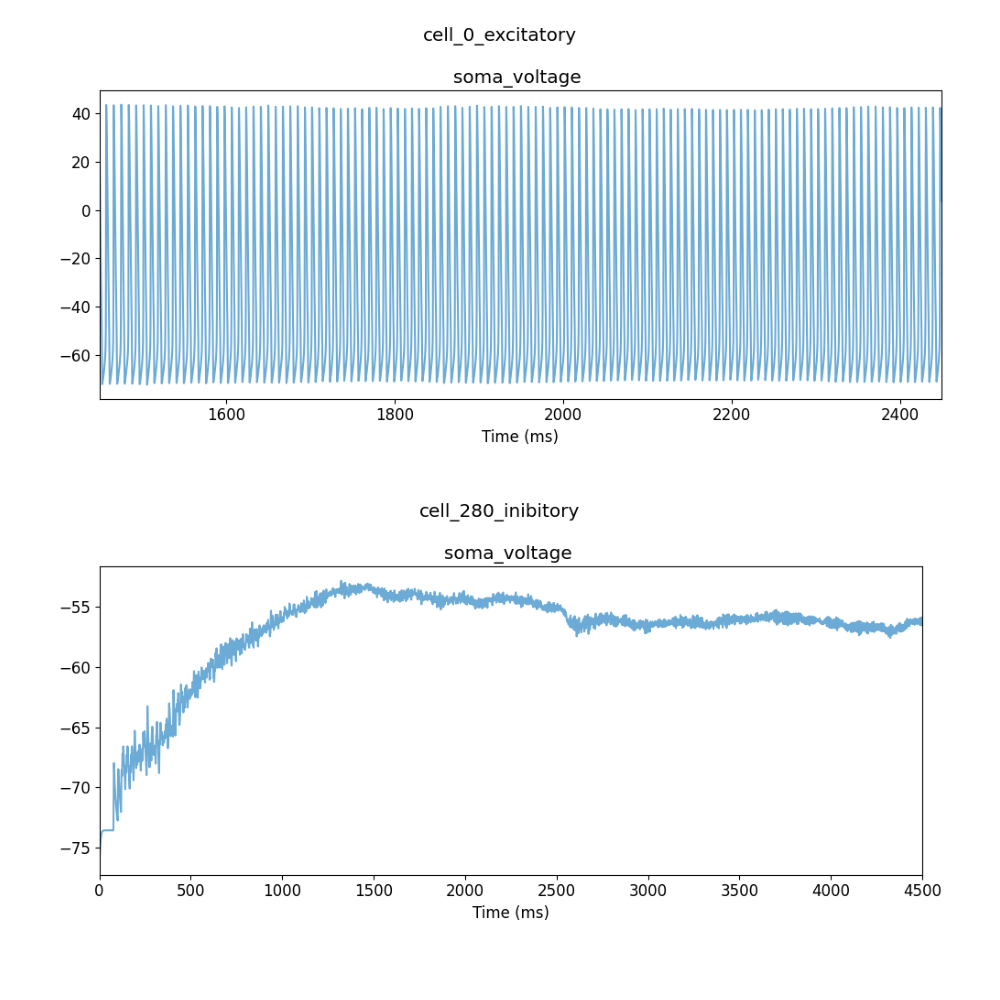 cell_0_excitatory
soma_voltage
40
20
0
−20
−40
−60
1600 1800 2000 2200 2400
Time (ms)
cell_280_inibitory
soma_voltage
−55
−60
−65
−70
−75
0 500 1000 1500 2000 2500 3000 3500 4000 4500
Time (ms)